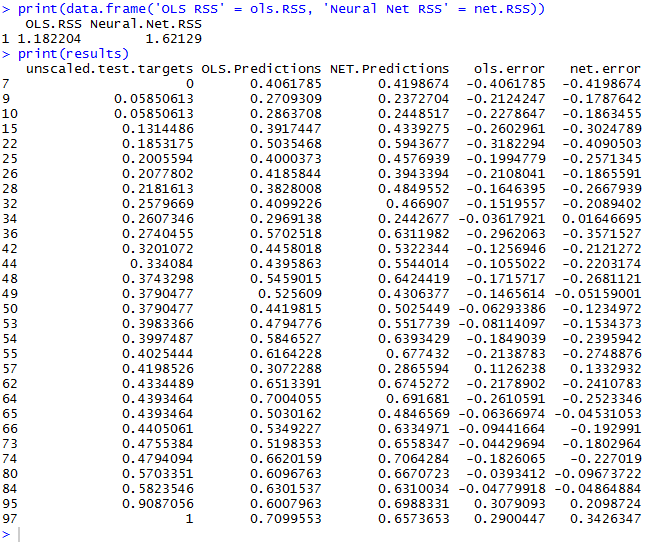 > print(data.frame('OLS RSS' = ols.RSS, 'Neural Net RSS' = net.RSS))
OLS.RSS Neural.Net.RSS
1 1.182204 1.62129
> print(results)
unscaled.test.targets OLS.Predictions NET.Predictions ols.error net.error
7 0 0.4061785 0.4198674 -0.4061785 -0.4198674
9 0.05850613 0.2709309 0.2372704 -0.2124247 -0.1787642
10 0.05850613 0.2863708 0.2448517 -0.2278647 -0.1863455
15 0.1314486 0.3917447 0.4339275 -0.2602961 -0.3024789
22 0.1853175 0.5035468 0.5943677 -0.3182294 -0.4090503
25 0.2005594 0.4000373 0.4576939 -0.1994779 -0.2571345
26 0.2077802 0.4185844 0.3943394 -0.2108041 -0.1865591
28 0.2181613 0.3828008 0.4849552 -0.1646395 -0.2667939
32 0.2579669 0.4099226 0.466907 -0.1519557 -0.2089402
34 0.2607346 0.2969138 0.2442677 -0.03617921 0.01646695
36 0.2740455 0.5702518 0.6311982 -0.2962063 -0.3571527
42 0.3201072 0.4458018 0.5322344 -0.1256946 -0.2121272
44 0.334084 0.4395863 0.5544014 -0.1055022 -0.2203174
48 0.3743298 0.5459015 0.6424419 -0.1715717 -0.2681121
49 0.3790477 0.525609 0.4306377 -0.1465614 -0.05159001
50 0.3790477 0.4419815 0.5025449 -0.06293386 -0.1234972
53 0.3983366 0.4794776 0.5517739 -0.08114097 -0.1534373
54 0.3997487 0.5846527 0.6393429 -0.1849039 -0.2395942
55 0.4025444 0.6164228 0.677432 -0.2138783 -0.2748876
57 0.4198526 0.3072288 0.2865594 0.1126238 0.1332932
62 0.4334489 0.6513391 0.6745272 -0.2178902 -0.2410783
64 0.4393464 0.7004055 0.691681 -0.2610591 -0.2523346
65 0.4393464 0.5030162 0.4846569 -0.06366974 -0.04531053
66 0.4405061 0.5349227 0.6334971 -0.09441664 -0.192991
73 0.4755384 0.5198353 0.6558347 -0.04429694 -0.1802964
74 0.4794094 0.6620159 0.7064284 -0.1826065 -0.227019
80 0.5703351 0.6096763 0.6670723 -0.0393412 -0.09673722
84 0.5823546 0.6301537 0.6310034 -0.04779918 -0.04864884
95 0.9087056 0.6007963 0.6988331 0.3079093 0.2098724
97 1 0.7099553 0.6573653 0.2900447 0.3426347
>